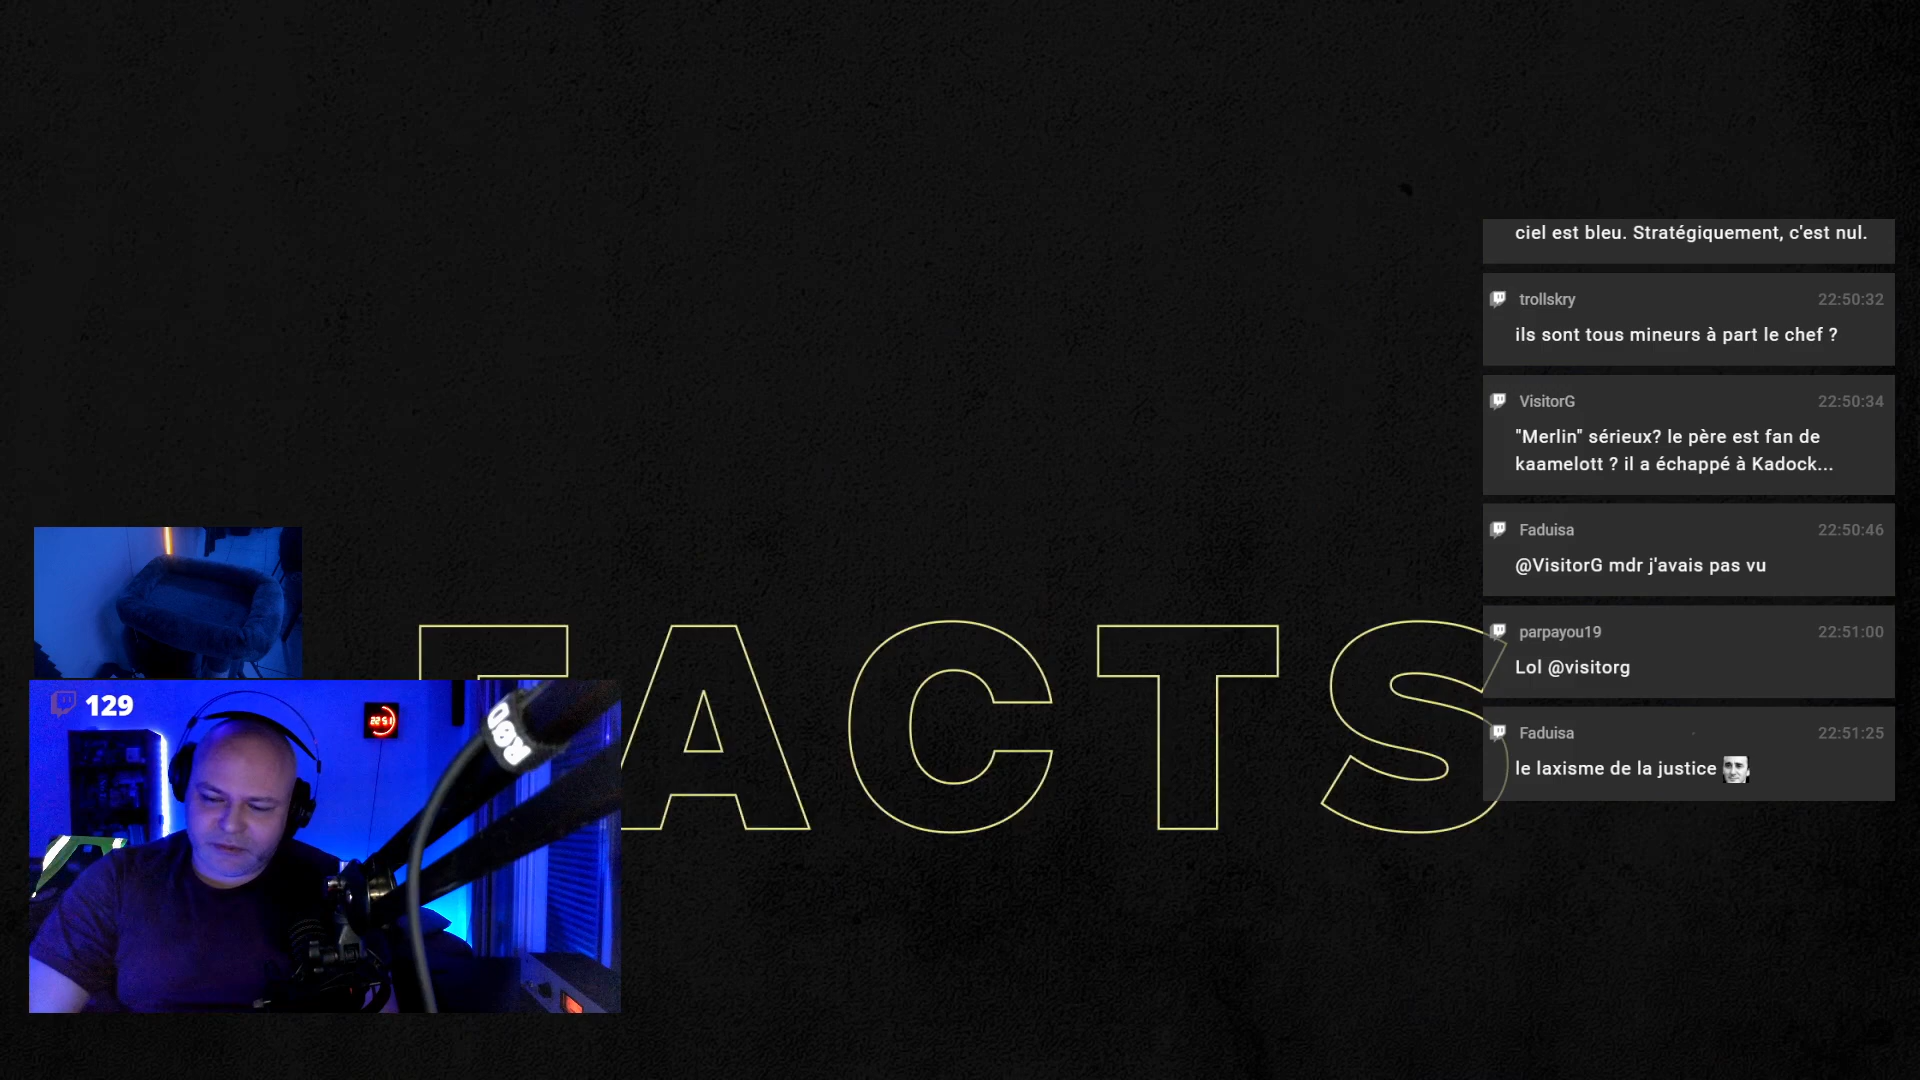 ciel est bleu. Stratégiquement, c'est nul.
trollskry 22:50:32
ils sont tous mineurs à part le chef ?
VisitorG 22:50:34
"Merlin" sérieux? le père est fan de
kaamelott ? il a échappé à Kadock...
Faduisa 22:50:46
@VisitorG mdr j'avais pas vu
parpayou19 22:51:00
Lol @visitorg
Faduisa 22:51:25
le laxisme de la justice
FACTS
129
22 51
RØDE